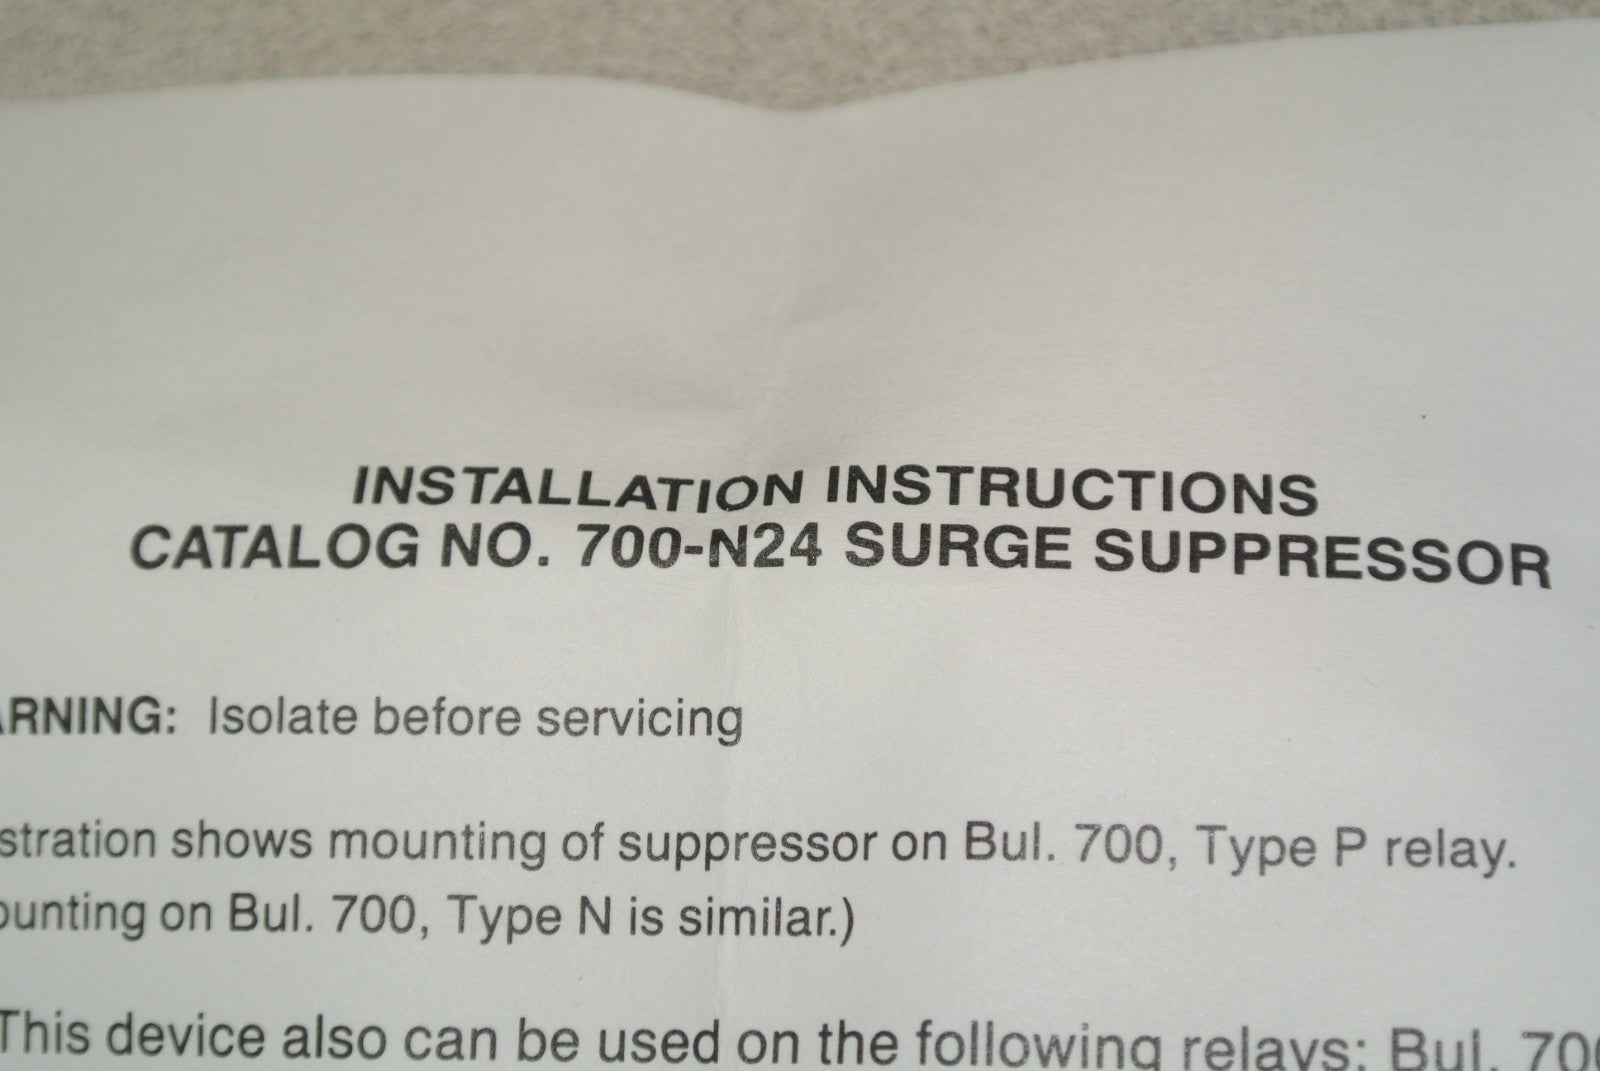 INSTALLATION INSTRUCTIONS
CATALOG NO. 700-N24 SURGE SUPPRESSOR
ARNING: Isolate before servicing
stration shows mounting of suppressor on Bul. 700, Type P relay.
ounting on Bul. 700, Type N is similar.)
This device also can be used on the following relays: Bul. 700